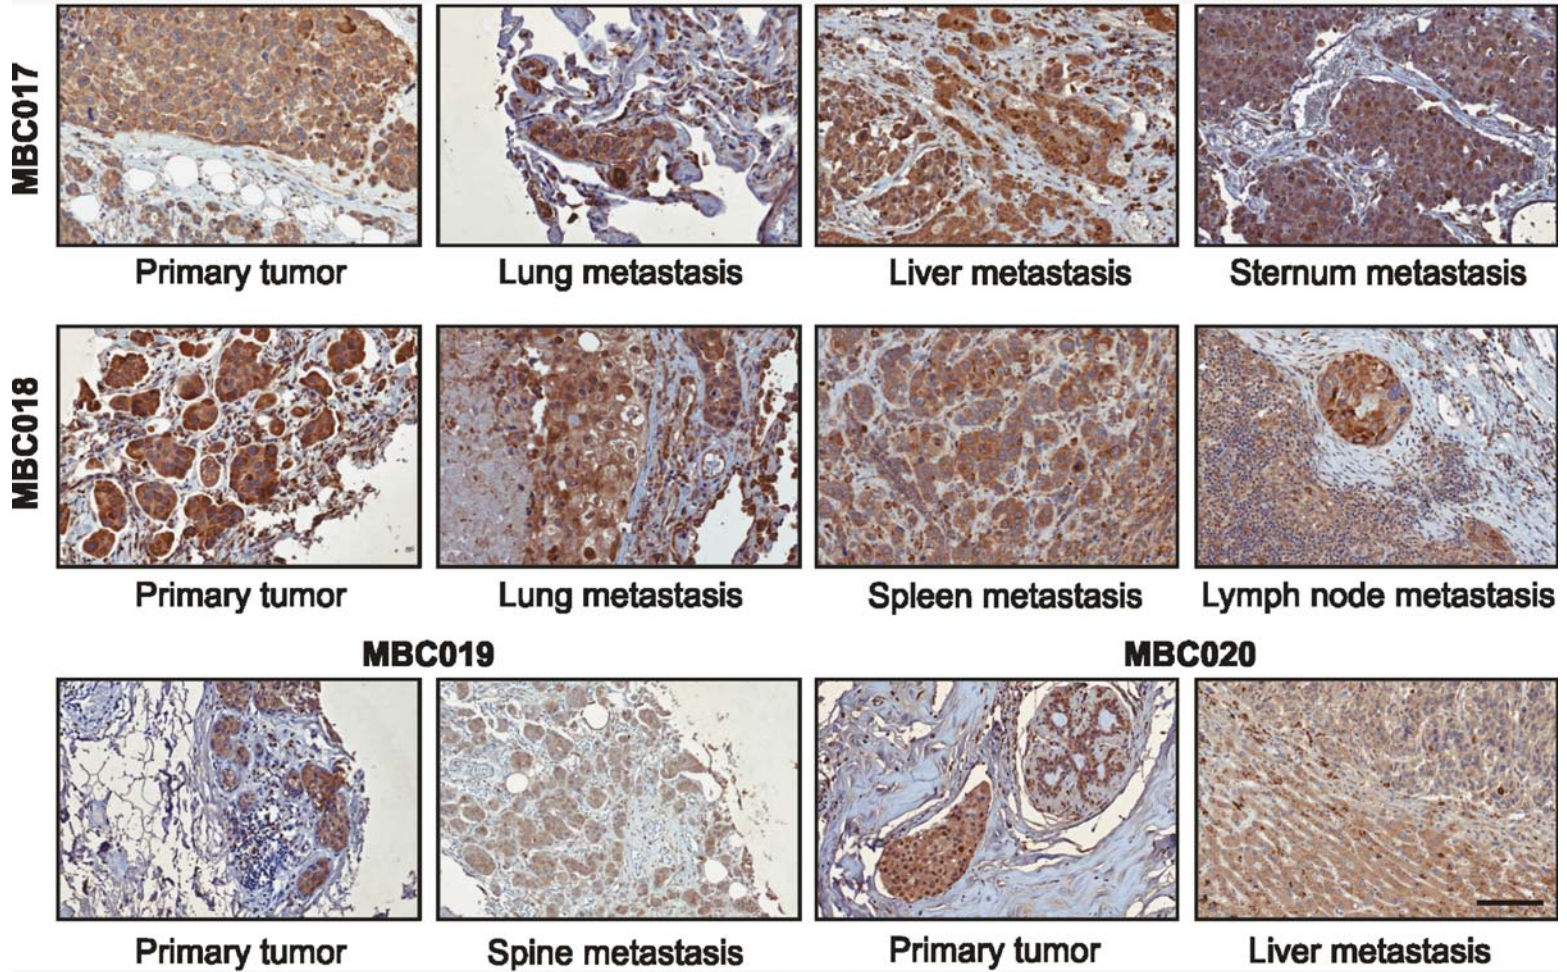 MBC017
Primary tumor
Lung metastasis
Liver metastasis
Sternum metastasis
MBC018
Primary tumor
Lung metastasis
Spleen metastasis
Lymph node metastasis
MBC019
MBC020
Primary tumor
Spine metastasis
Primary tumor
Liver metastasis